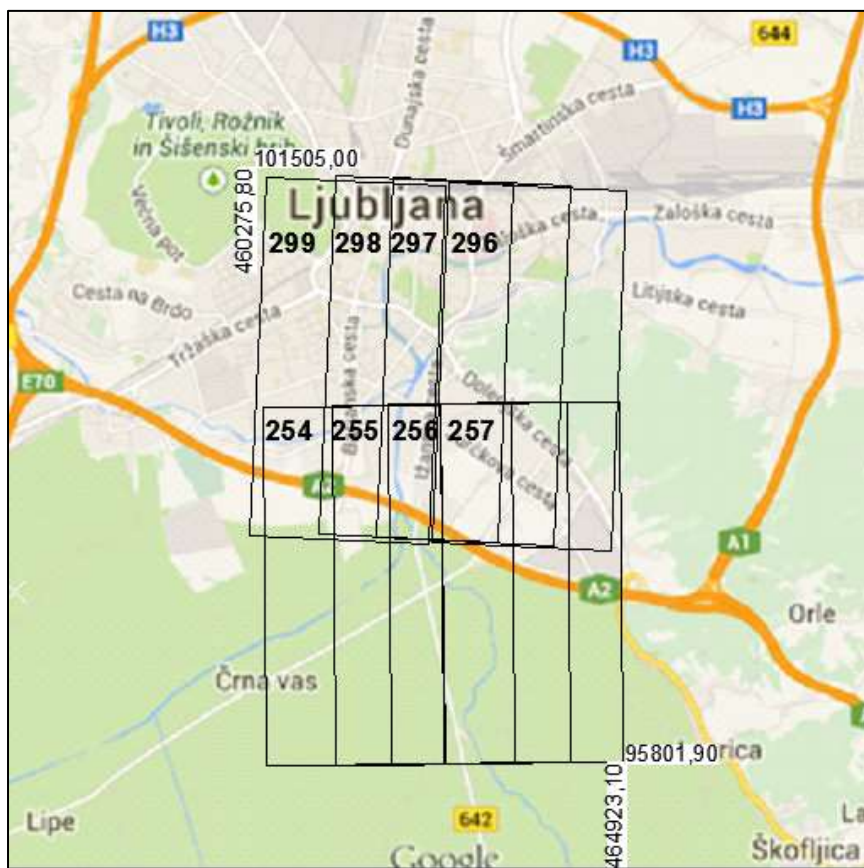 H3
644
H3
Dunajska cesta
Šmartinska cesta
H3
Tivoli, Rožnik
in Šišenski hrib
101505,00
460275,80
Večna pot
Ljubljana
Zaloška cesta
299
298
297
296
Cesta na Brdo
Litijska cesta
Tržaška cesta
E70
Dolenjska cesta
254
255
256
257
Ižanska cesta
A1
A2
Orle
Črna vas
95801,90
464923,10
Lipe
642
Google
Škofljica